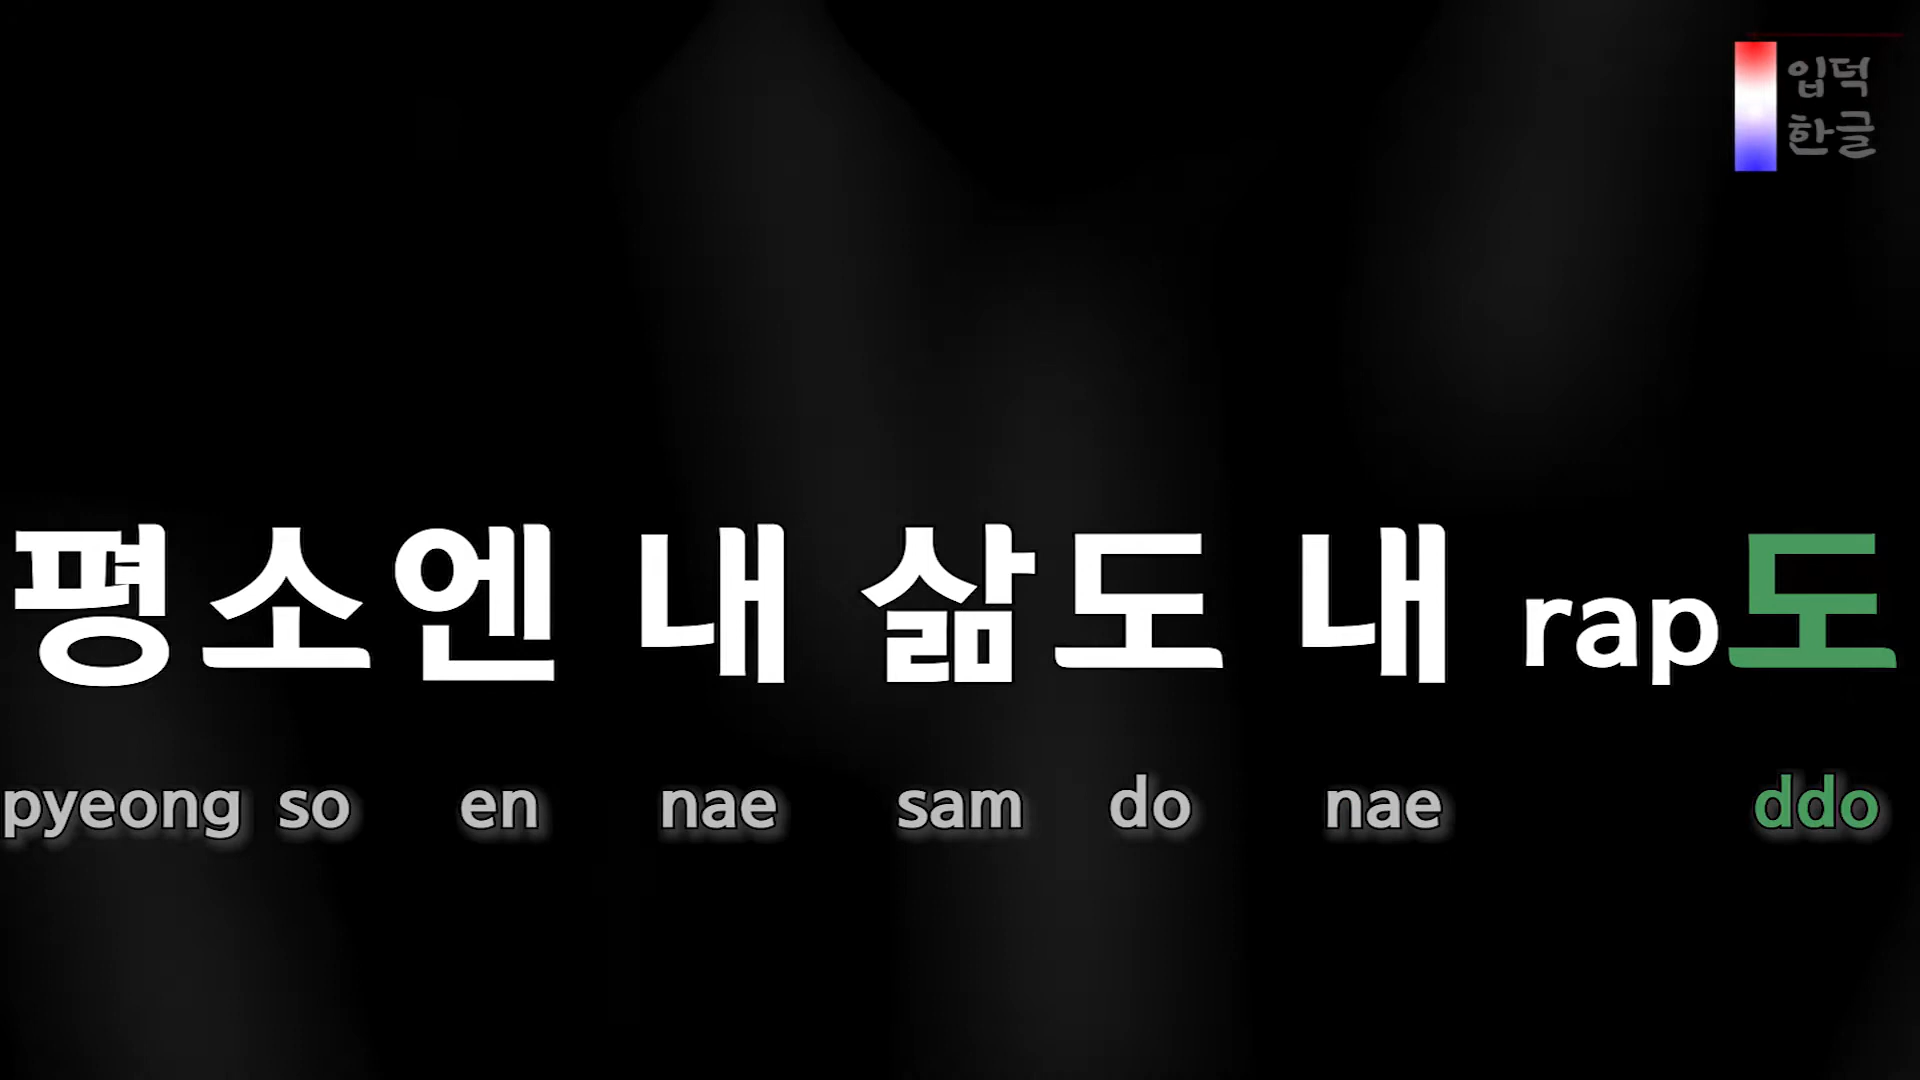 입덕
한글
평소엔 내 삶도 내 rap도
pyeong so en nae sam do nae ddo